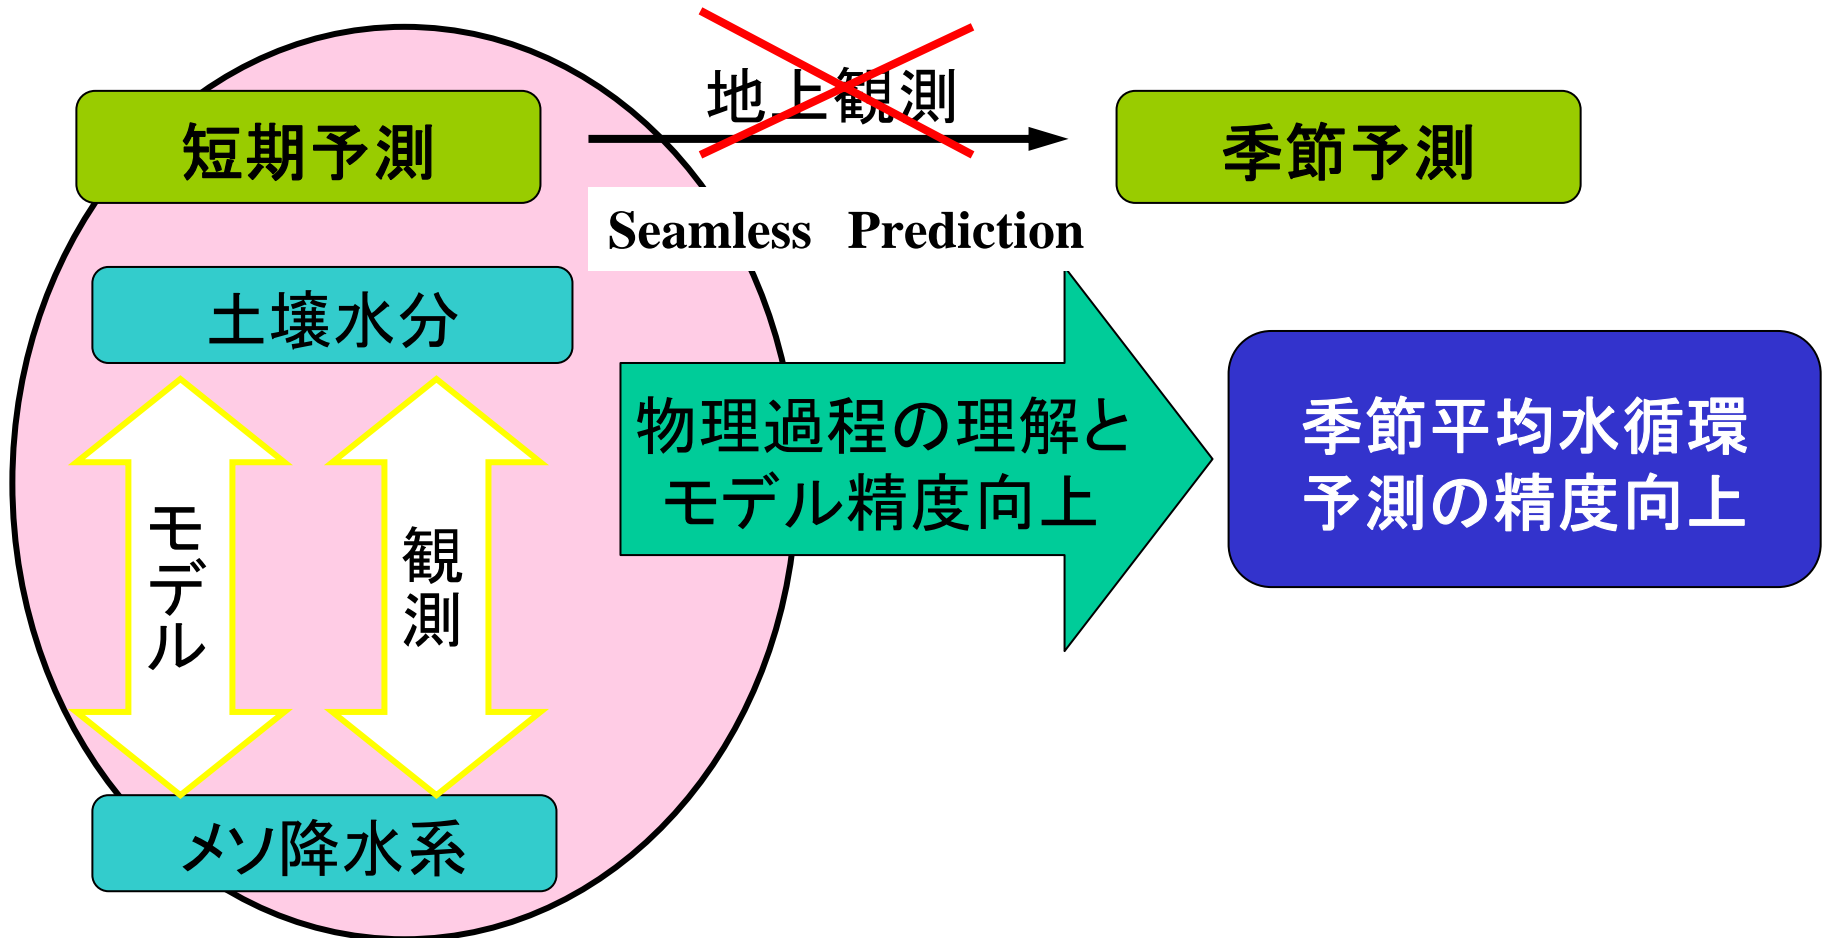 地上観測
短期予測
季節予測
Seamless Prediction
土壌水分
物理過程の理解と
モデル精度向上
季節平均水循環
予測の精度向上
モデル
観測
メソ降水系